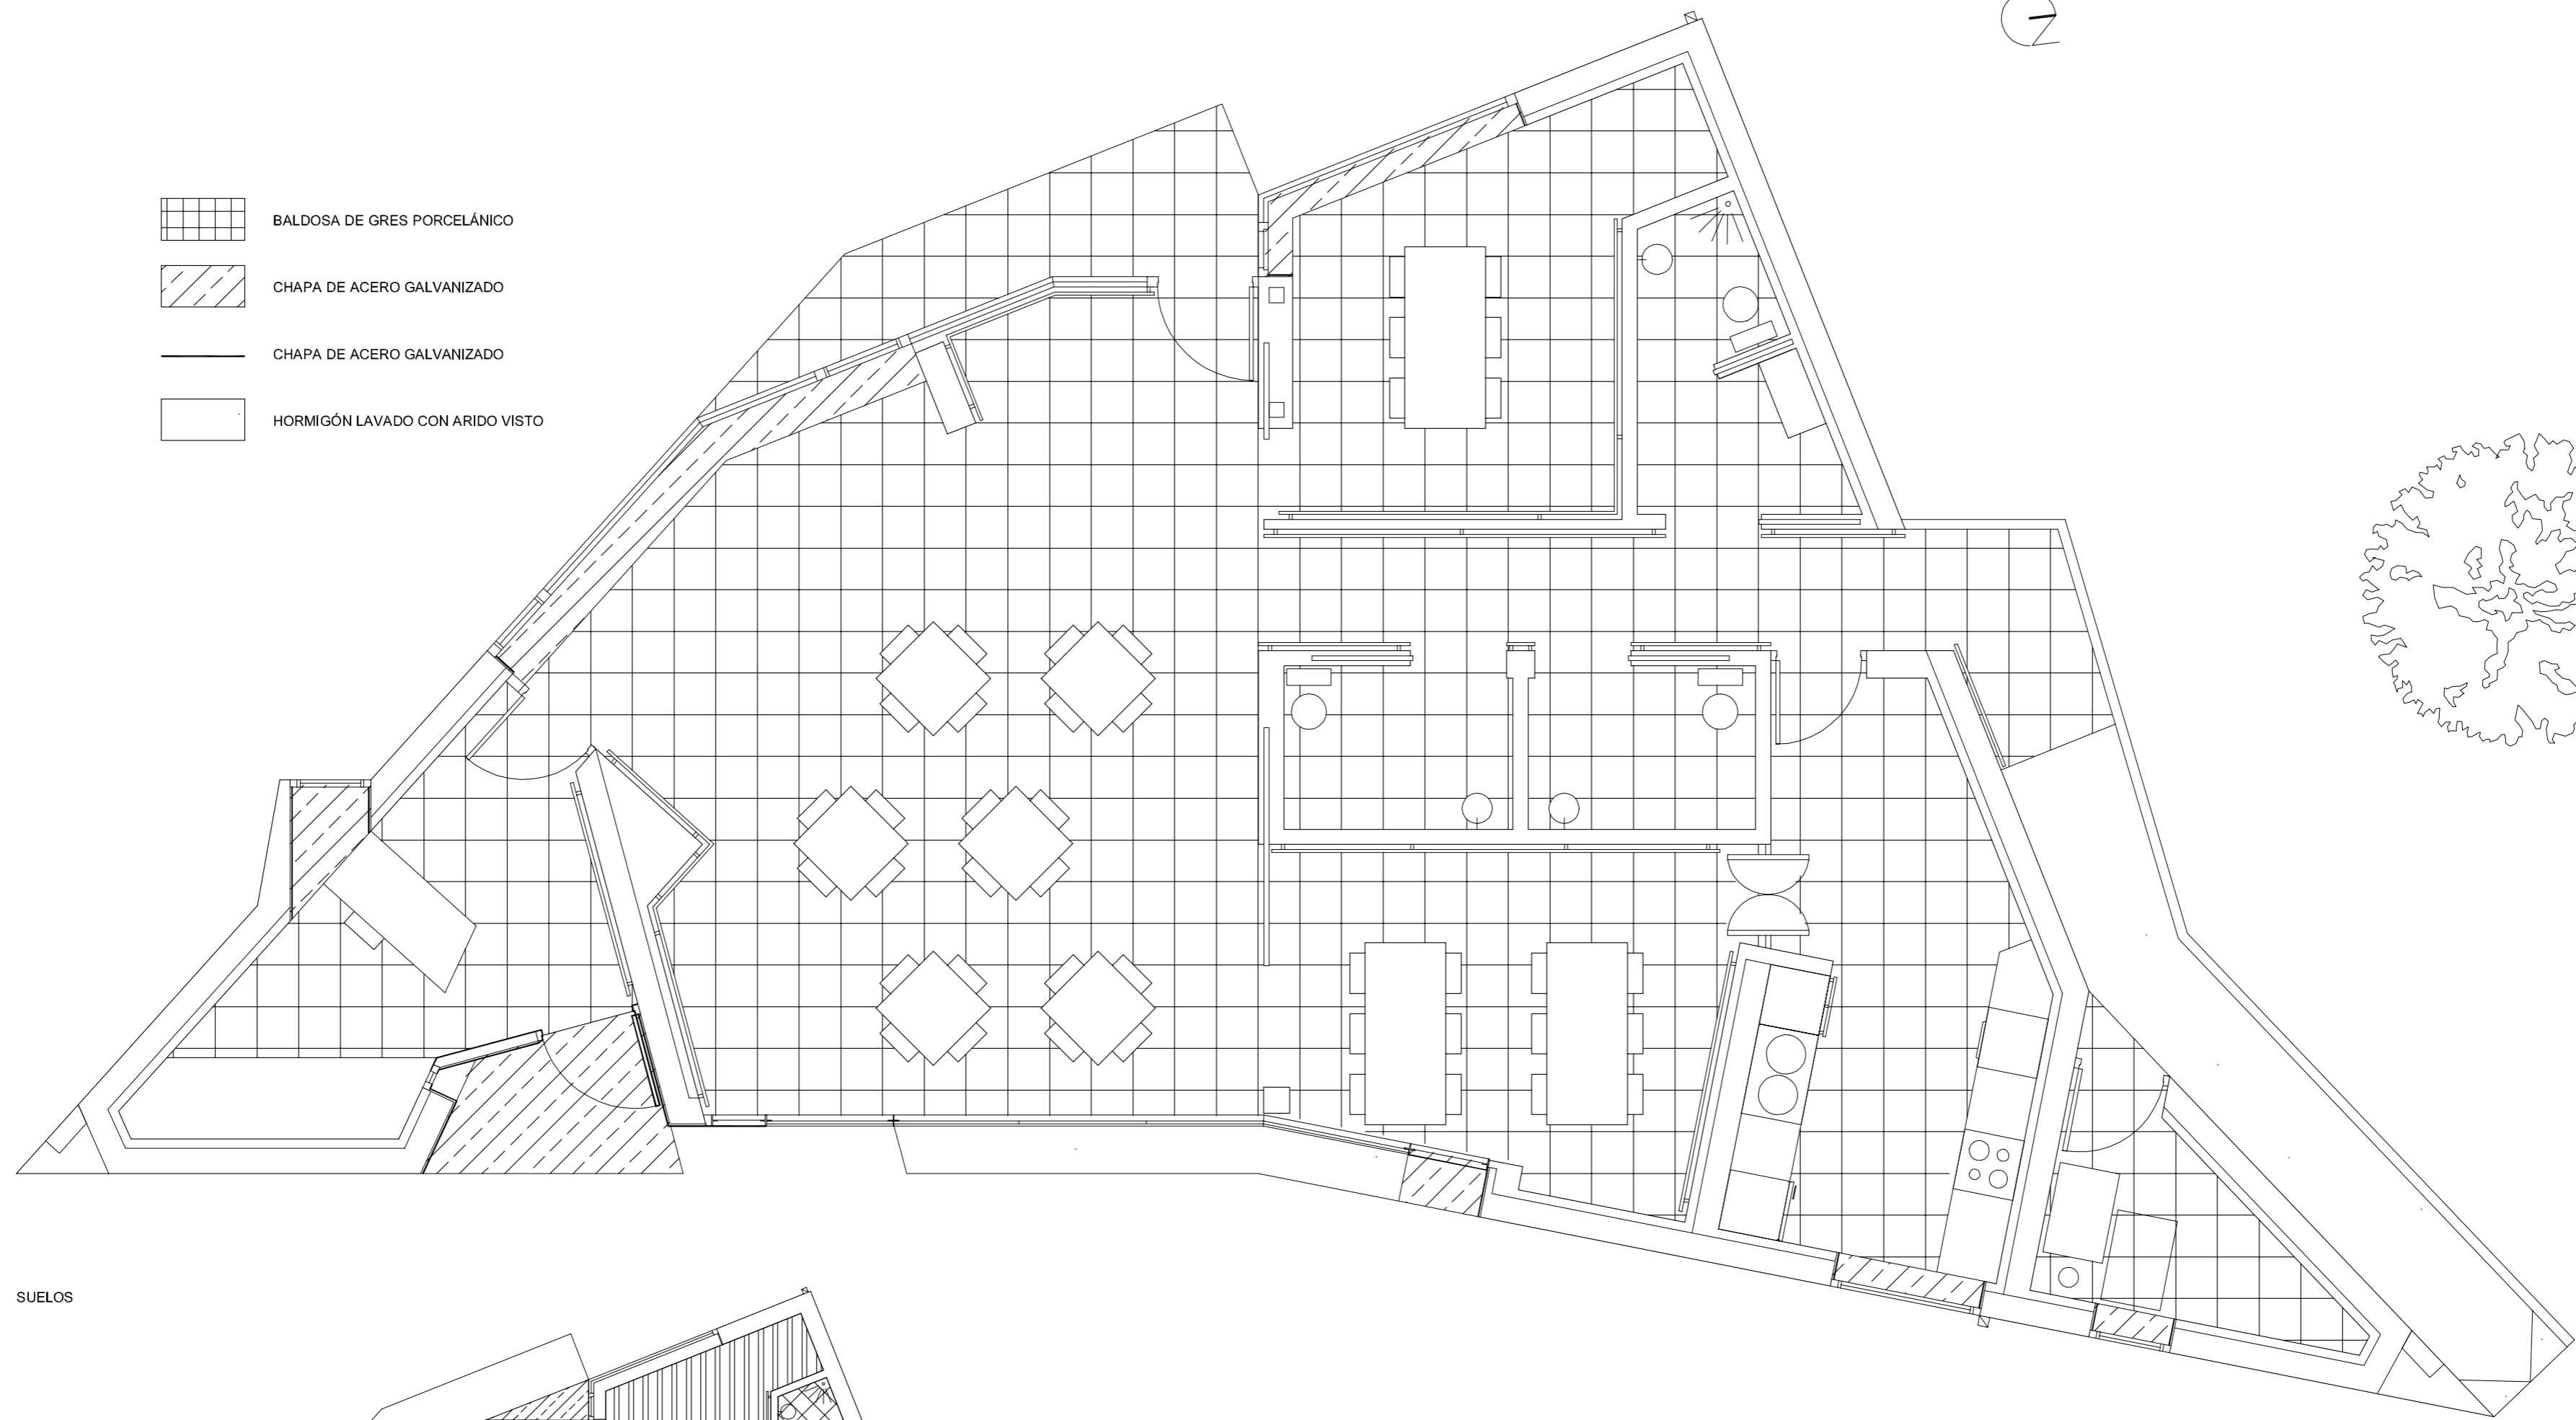 BALDOSA DE GRES PORCELÁNICO
CHAPA DE ACERO GALVANIZADO
CHAPA DE ACERO GALVANIZADO
HORMIGÓN LAVADO CON ARIDO VISTO
SUELOS